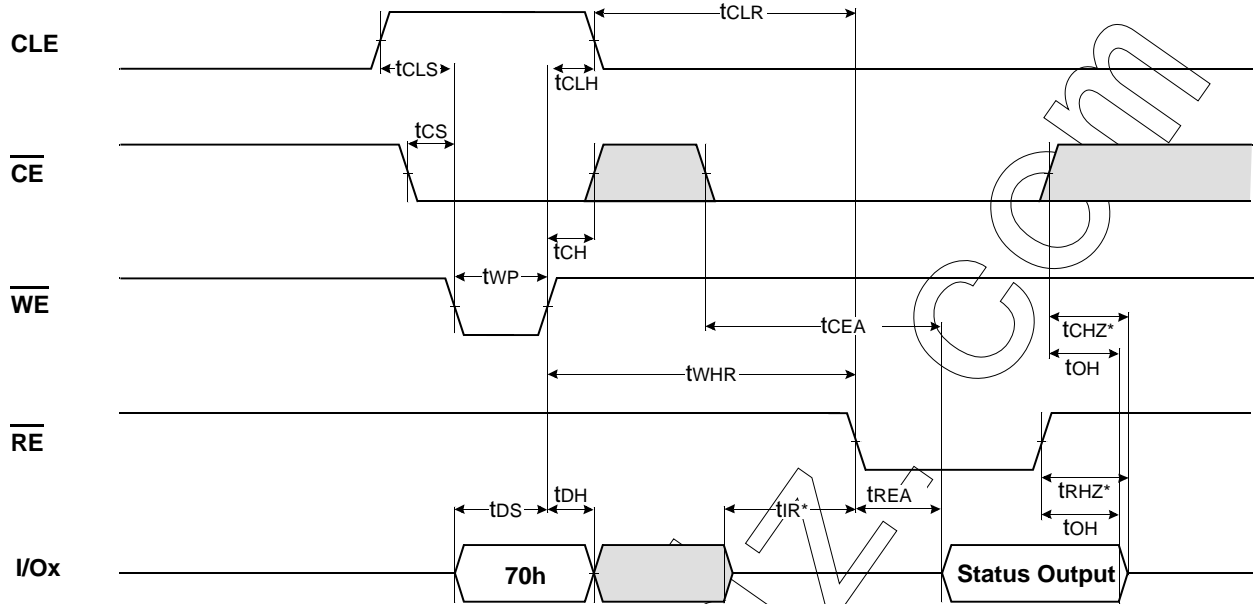 tCLR
CLE
tCLS
tCLH
tCS
CE
tCH
tWP
WE
tCEA
tCHZ*
tOH
tWHR
RE
tRHZ*
tDH
tREA
tDS
tIR*
tOH
I/Ox
70h
Status Output